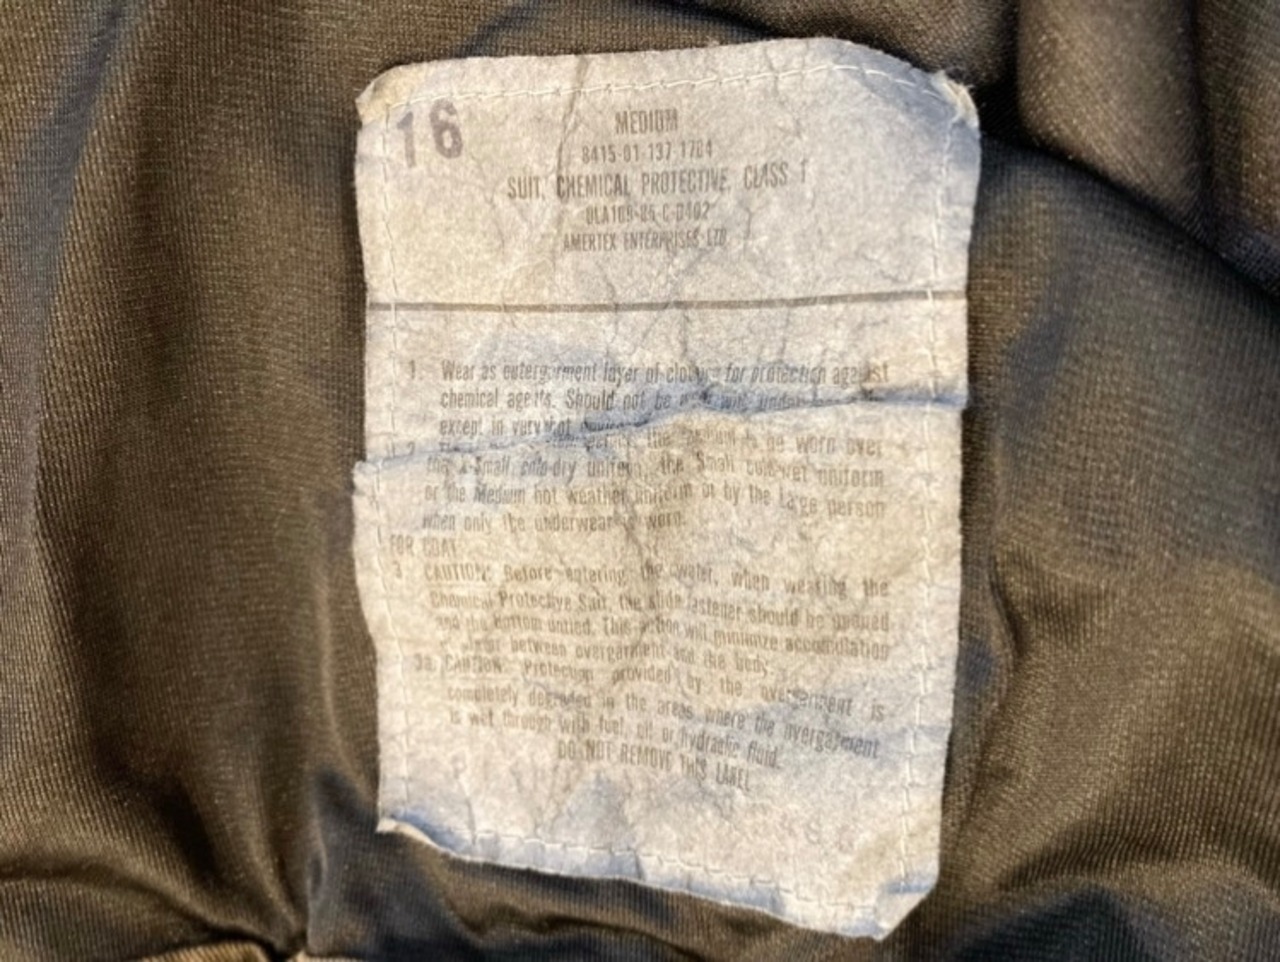 16
MEDIUM
8415-01-137-1704
SUIT, CHEMICAL PROTECTIVE, CLASS 1
AMERTEX ENTERPRISES LTD
1. Wear as outergarment layer of clothing for protection against
chemical agents. Should not be
except in very hot
2. the to be worn over
the X-Small cold-dry uniform, the Small cold-wet uniform
or the Medium hot weather uniform or by the Large person
when only the underwear is worn.
FOR COAT
3. CAUTION: Before entering the water, when wearing the
Chemical Protective Suit, the slide fastener should be opened
and the bottom untied. This action will minimize accumulation
between overgarment and the body.
3a. CAUTION: Protection provided by the overgarment is
completely degraded in the areas where the overgarment
is wet through with fuel, oil or hydraulic fluid.
DO NOT REMOVE THIS LABEL